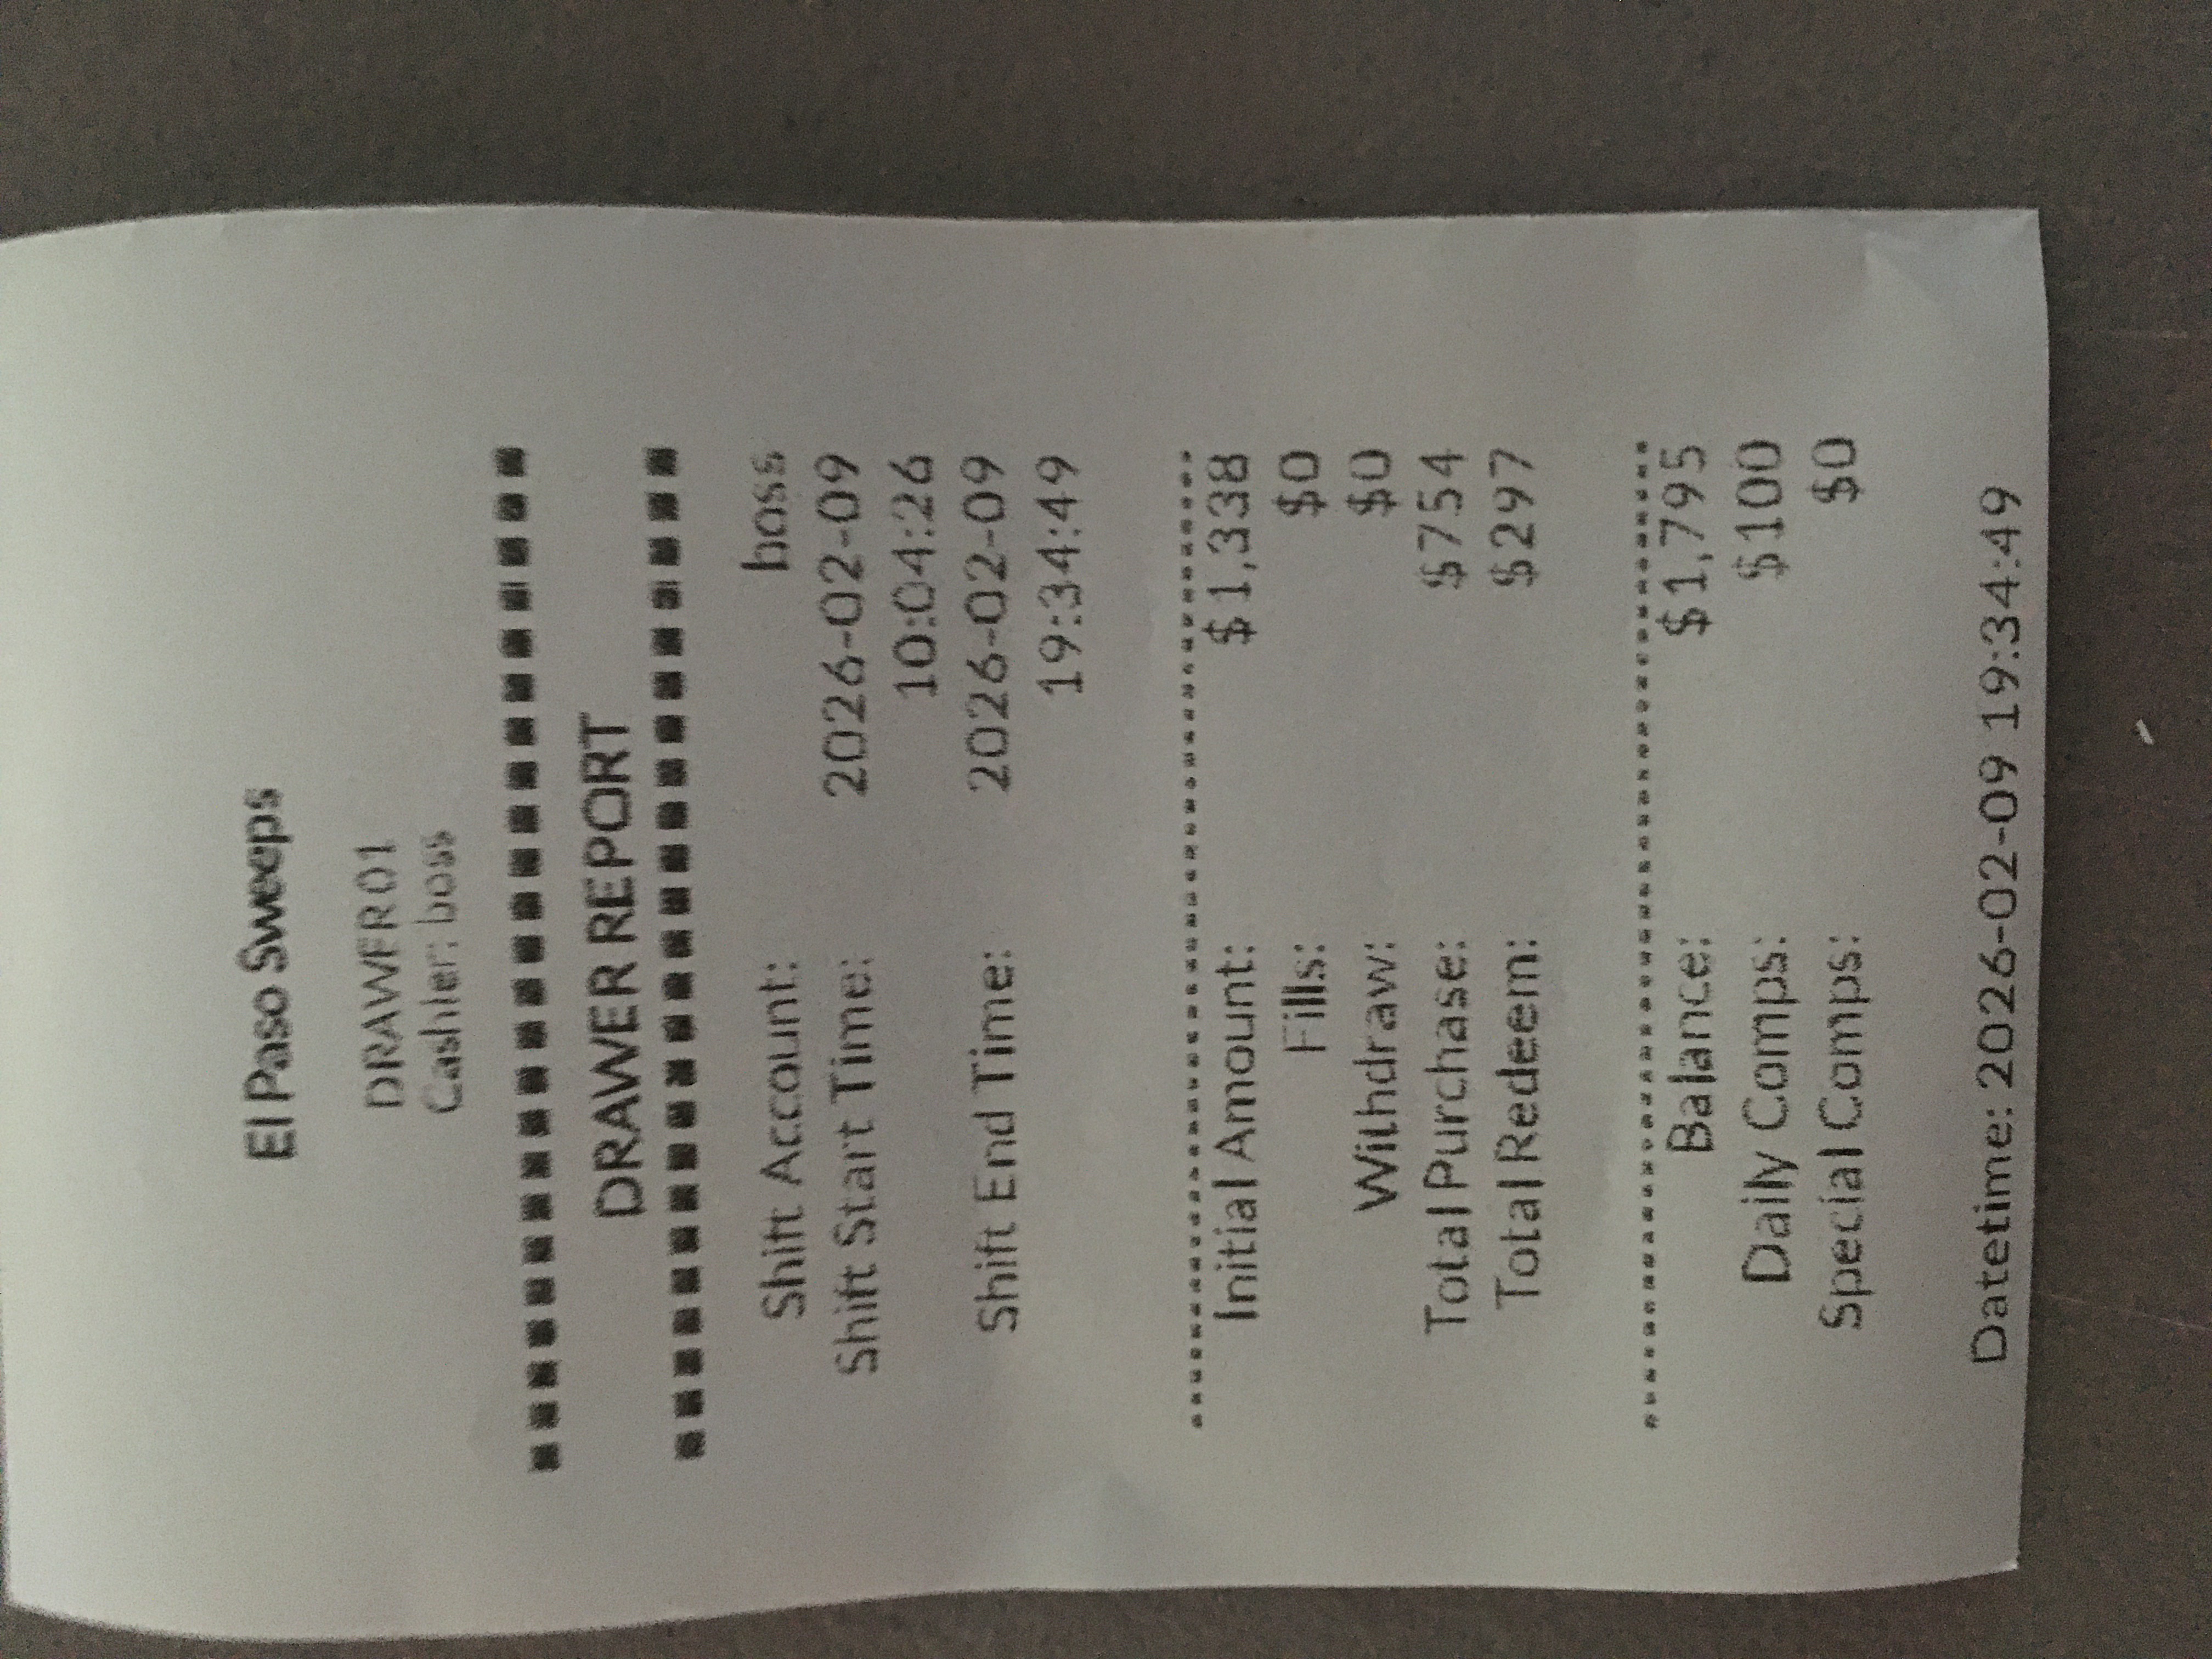 El Paso Sweeps
DRAWER01
Cashier: boss
DRAWER REPORT
Shift Account: boss
Shift Start Time: 2026-02-09
10:04:26
Shift End Time: 2026-02-09
19:34:49
Initial Amount: $1,338
Fills: $0
Withdraw: $0
Total Purchase: $754
Total Redeem: $297
Balance: $1,795
Daily Comps: $100
Special Comps: $0
Datetime: 2026-02-09 19:34:49